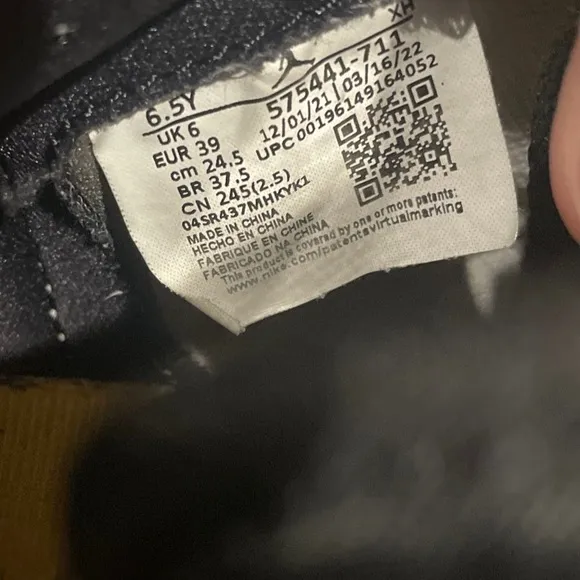 XH
6.5Y 575441-711
UK 6 12/01/21 03/16/22
EUR 39 UPC 00196149164052
cm 24.5
BR 37.5
CN 245(2.5)
04SR437MHKYK1
MADE IN CHINA
HECHO EN CHINA
FABRIQUE EN CHINE
FABRICADO NA CHINA
This product is covered by one or more patents:
www.nike.com/patentsvirtualmarking